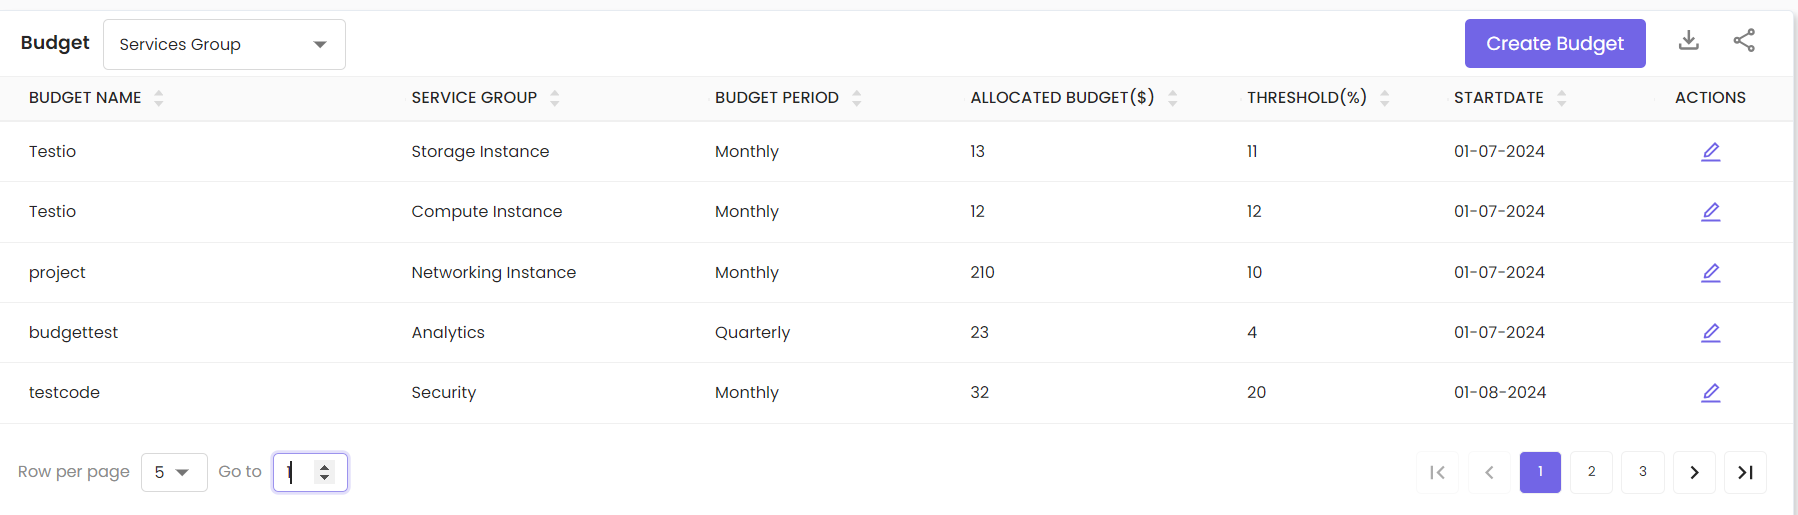 Budget Services Group Create Budget
BUDGET NAME SERVICE GROUP BUDGET PERIOD ALLOCATED BUDGET($) THRESHOLD(%) STARTDATE ACTIONS
Testio Storage Instance Monthly 13 11 01-07-2024
Testio Compute Instance Monthly 12 12 01-07-2024
project Networking Instance Monthly 210 10 01-07-2024
budgettest Analytics Quarterly 23 4 01-07-2024
testcode Security Monthly 32 20 01-08-2024
Row per page 5 Go to 1 1 2 3